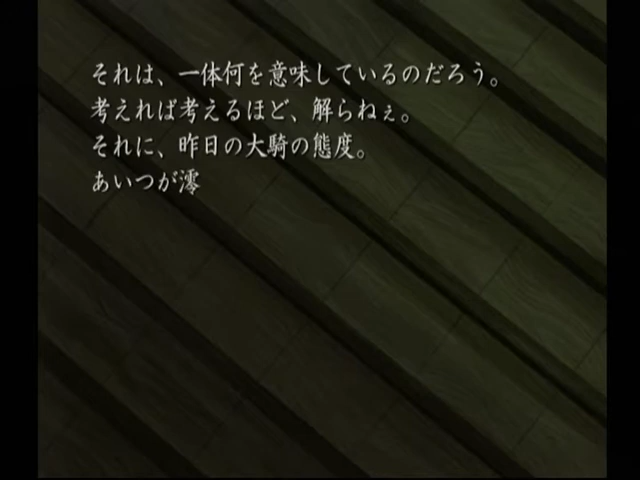 それは、一体何を意味しているのだろう。
考えれば考えるほど、解らねぇ。
それに、昨日の大騎の態度。
あいつが澪